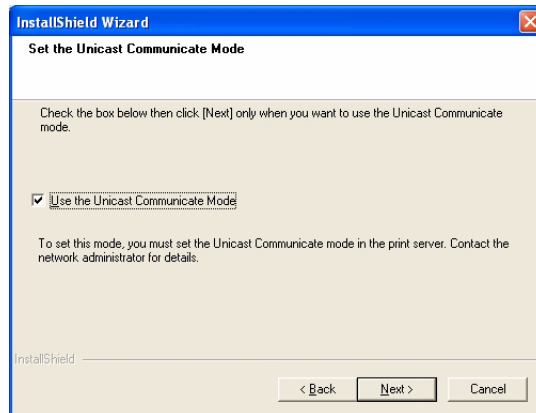 InstallShield Wizard
Set the Unicast Communicate Mode
Check the box below then click [Next] only when you want to use the Unicast Communicate
mode.
Use the Unicast Communicate Mode
To set this mode, you must set the Unicast Communicate mode in the print server. Contact the
network administrator for details.
InstallShield
< Back
Next >
Cancel